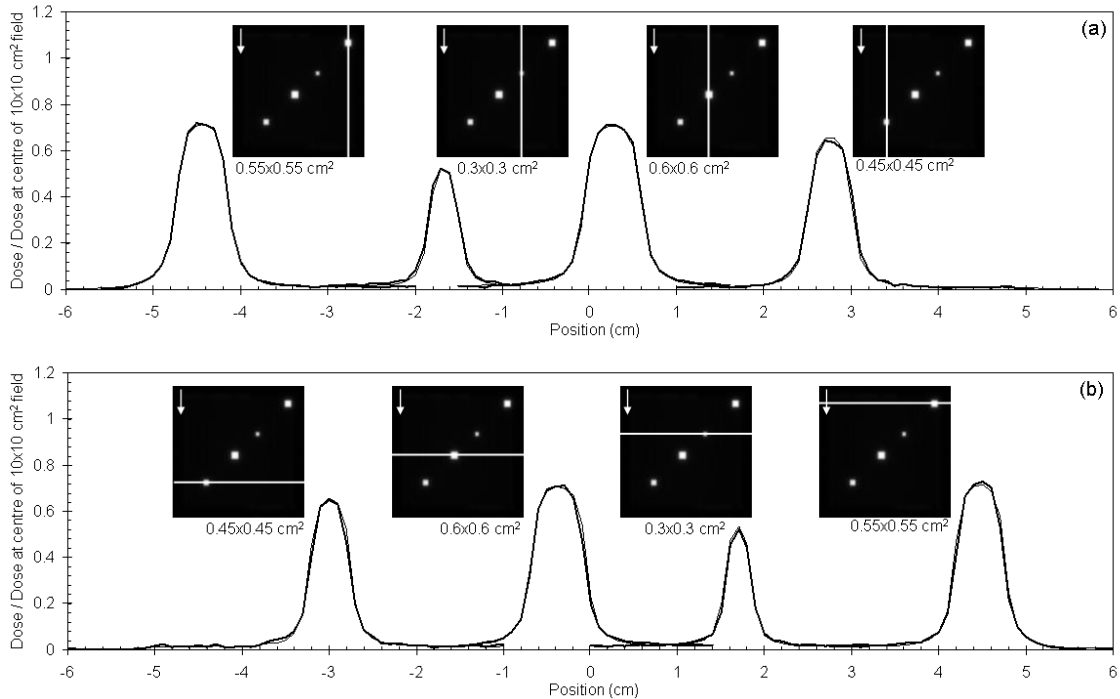 (a)
Dose / Dose at centre of 10x10 cm² field
1.2
1
0.8
0.6
0.4
0.2
0
0.55x0.55 cm²
0.3x0.3 cm²
0.6x0.6 cm²
0.45x0.45 cm²
-6 -5 -4 -3 -2 -1 0 1 2 3 4 5 6
Position (cm)
(b)
Dose / Dose at centre of 10x10 cm² field
1.2
1
0.8
0.6
0.4
0.2
0
0.45x0.45 cm²
0.6x0.6 cm²
0.3x0.3 cm²
0.55x0.55 cm²
-6 -5 -4 -3 -2 -1 0 1 2 3 4 5 6
Position (cm)